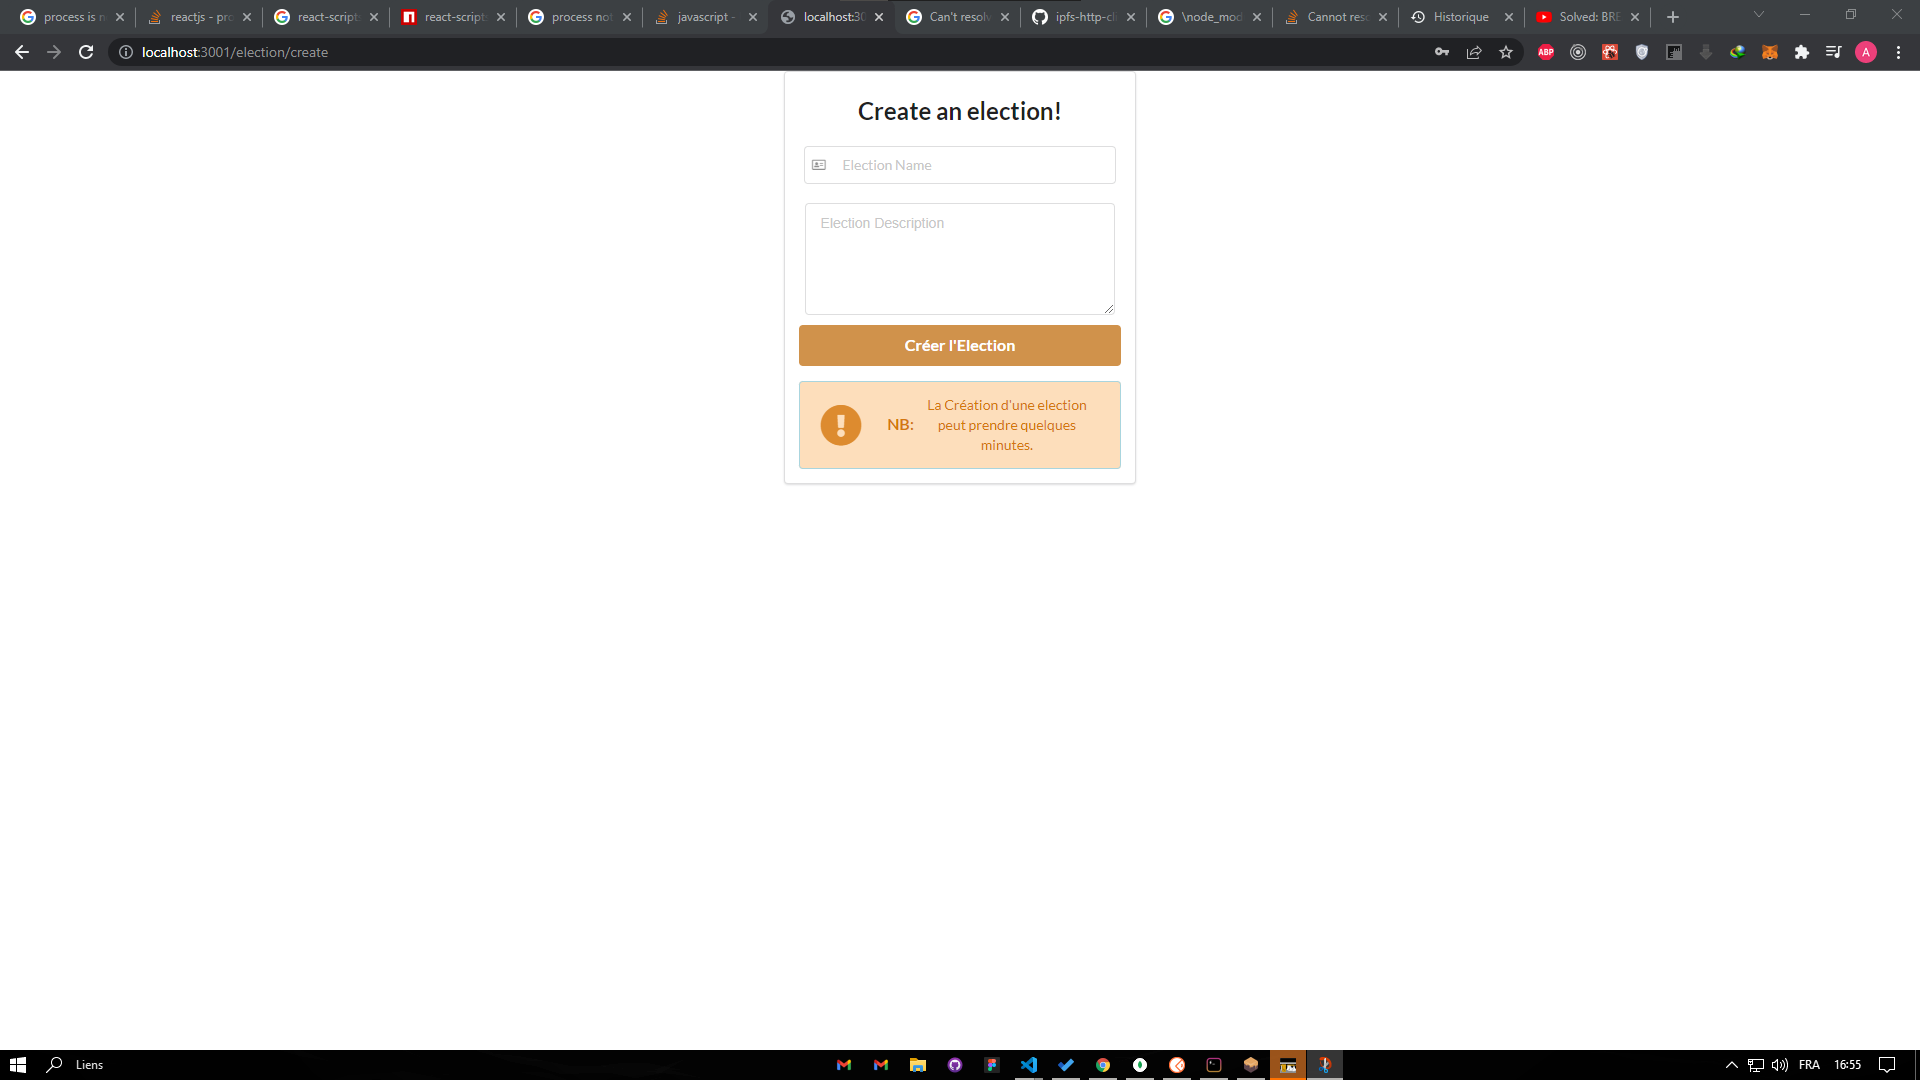 process is n
reactjs - pro
react-script
react-script
process not
javascript -
localhost:30
Can't resolv
ipfs-http-cli
\node_mod
Cannot reso
Historique
Solved: BRE
localhost:3001/election/create
ABP
A
Create an election!
Election Name
Election Description
Créer l'Election
NB:
La Création d'une election
peut prendre quelques
minutes.
Liens
FRA
16:55